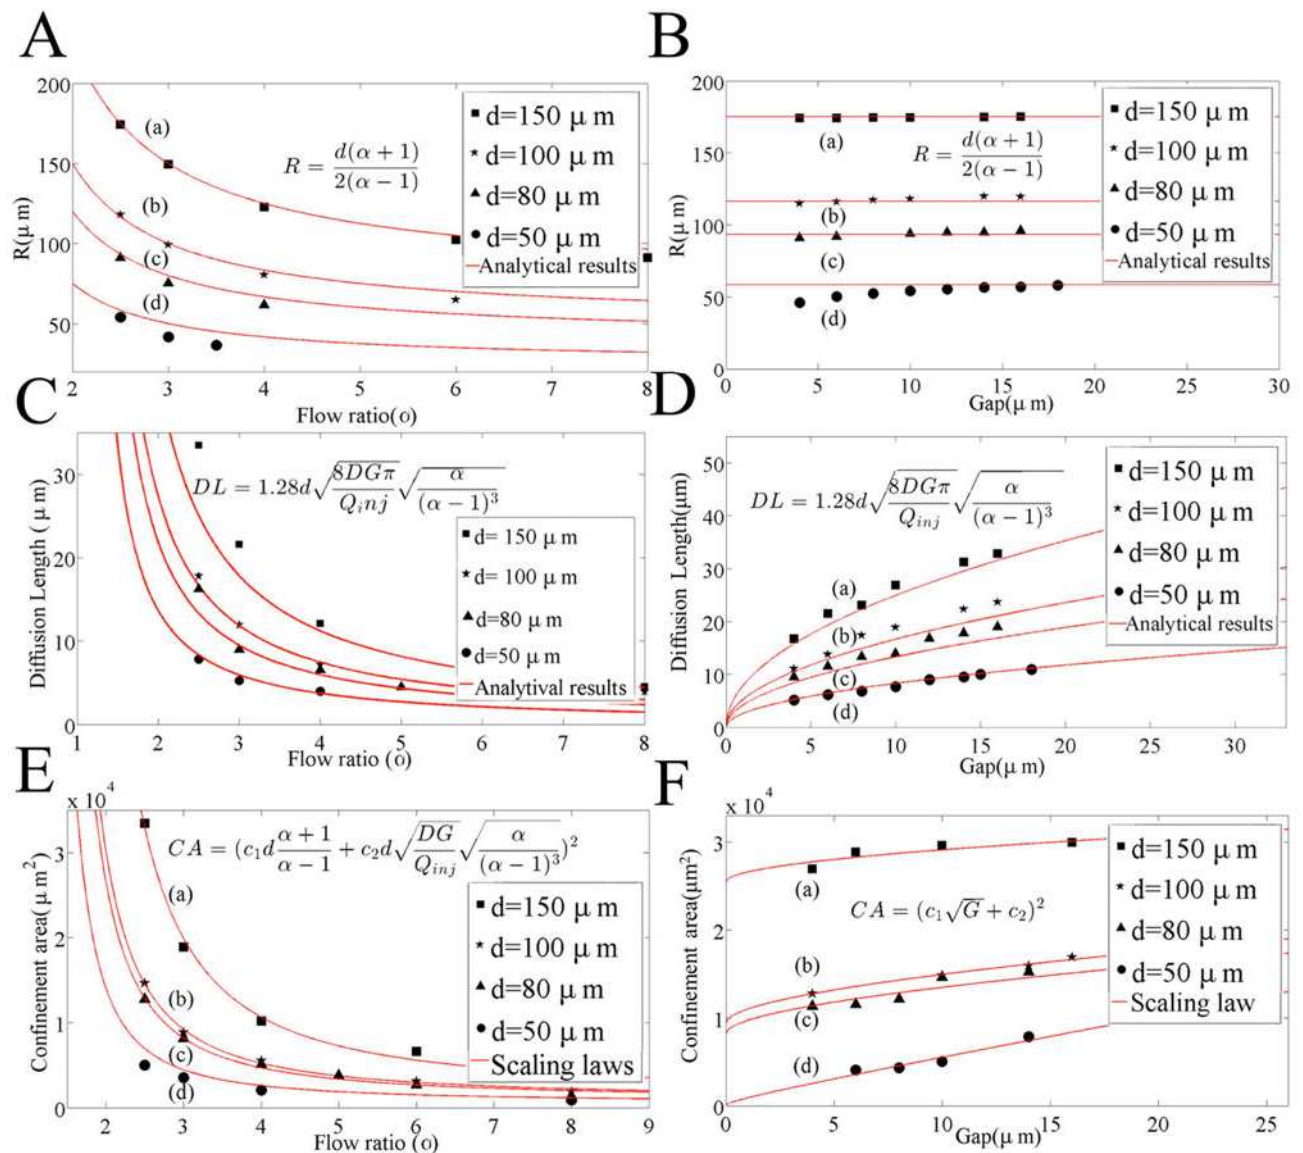 A
200
150
100
50
R(μ m)
2 3 4 5 6 7 8
Flow ratio(α)
(a)
(b)
(c)
(d)
R = d(α + 1) / 2(α − 1)
d=150 μ m
d=100 μ m
d=80 μ m
d=50 μ m
Analytical results
B
200
150
100
50
0
R(μ m)
0 5 10 15 20 25 30
Gap(μ m)
(a)
(b)
(c)
(d)
R = d(α + 1) / 2(α − 1)
d=150 μ m
d=100 μ m
d=80 μ m
d=50 μ m
Analytical results
C
30
20
10
0
Diffusion Length ( μ m)
1 2 3 4 5 6 7 8
Flow ratio (α)
DL = 1.28d √(8DGπ / Q_inj) √(α / (α − 1)³)
d= 150 μ m
d= 100 μ m
d=80 μ m
d=50 μ m
Analytival results
D
50
40
30
20
10
0
Diffusion Length(μm)
0 5 10 15 20 25 30
Gap(μ m)
(a)
(b)
(c)
(d)
DL = 1.28d √(8DGπ / Q_inj) √(α / (α − 1)³)
d=150 μ m
d=100 μ m
d=80 μ m
d=50 μ m
Analytical results
E
x 10⁴
3
2
1
0
Confinement area( μ m²)
2 3 4 5 6 7 8 9
Flow ratio (α)
(a)
(b)
(c)
(d)
CA = (c₁d (α + 1) / (α − 1) + c₂d √(DG / Q_inj) √(α / (α − 1)³))²
d=150 μ m
d=100 μ m
d=80 μ m
d=50 μ m
Scaling laws
F
x 10⁴
3
2
1
0
Confinement area(μm²)
0 5 10 15 20 25
Gap(μ m)
(a)
(b)
(c)
(d)
CA = (c₁√G + c₂)²
d=150 μ m
d=100 μ m
d=80 μ m
d=50 μ m
Scaling law